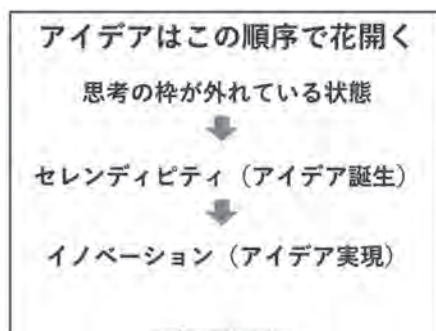 アイデアはこの順序で花開く
思考の枠が外れている状態
セレンディピティ（アイデア誕生）
イノベーション（アイデア実現）